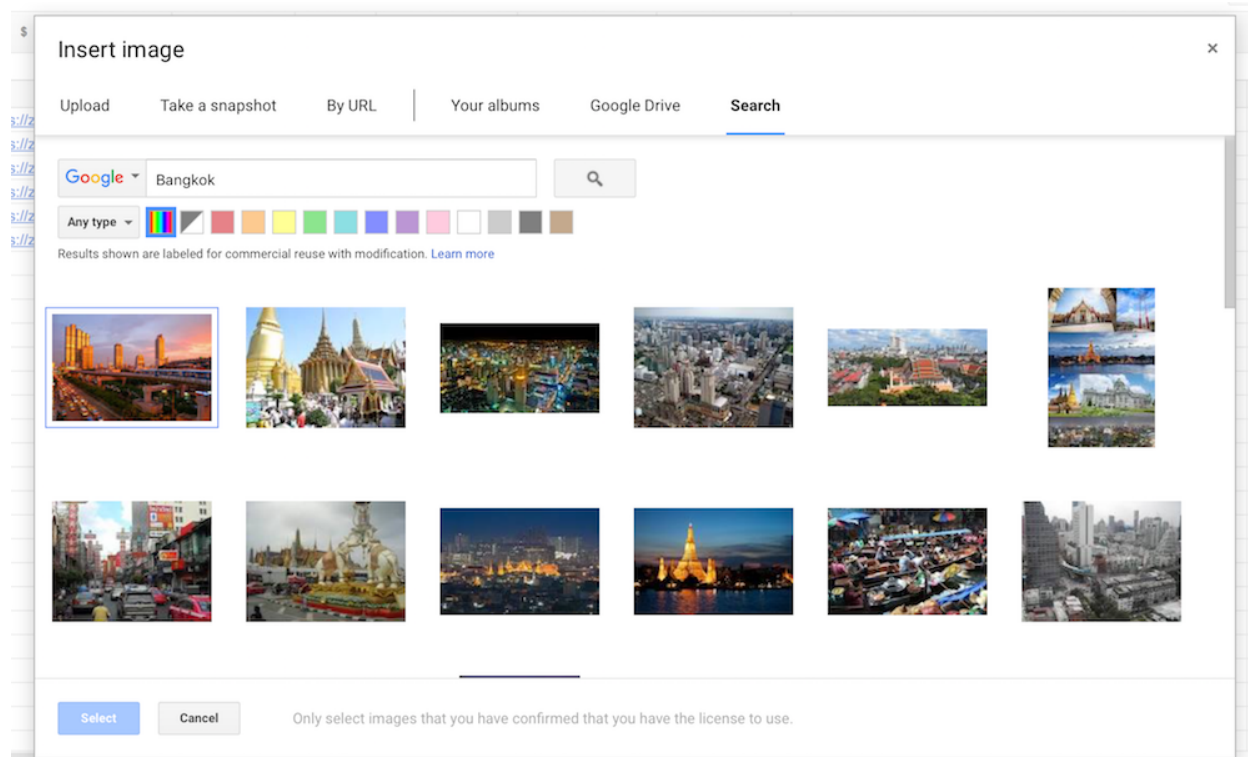 $
Insert image
×
Upload Take a snapshot By URL Your albums Google Drive Search
s://z
s://z
s://z
s://z
s://z
s://z
Google Bangkok
Any type
Results shown are labeled for commercial reuse with modification. Learn more
Select Cancel Only select images that you have confirmed that you have the license to use.